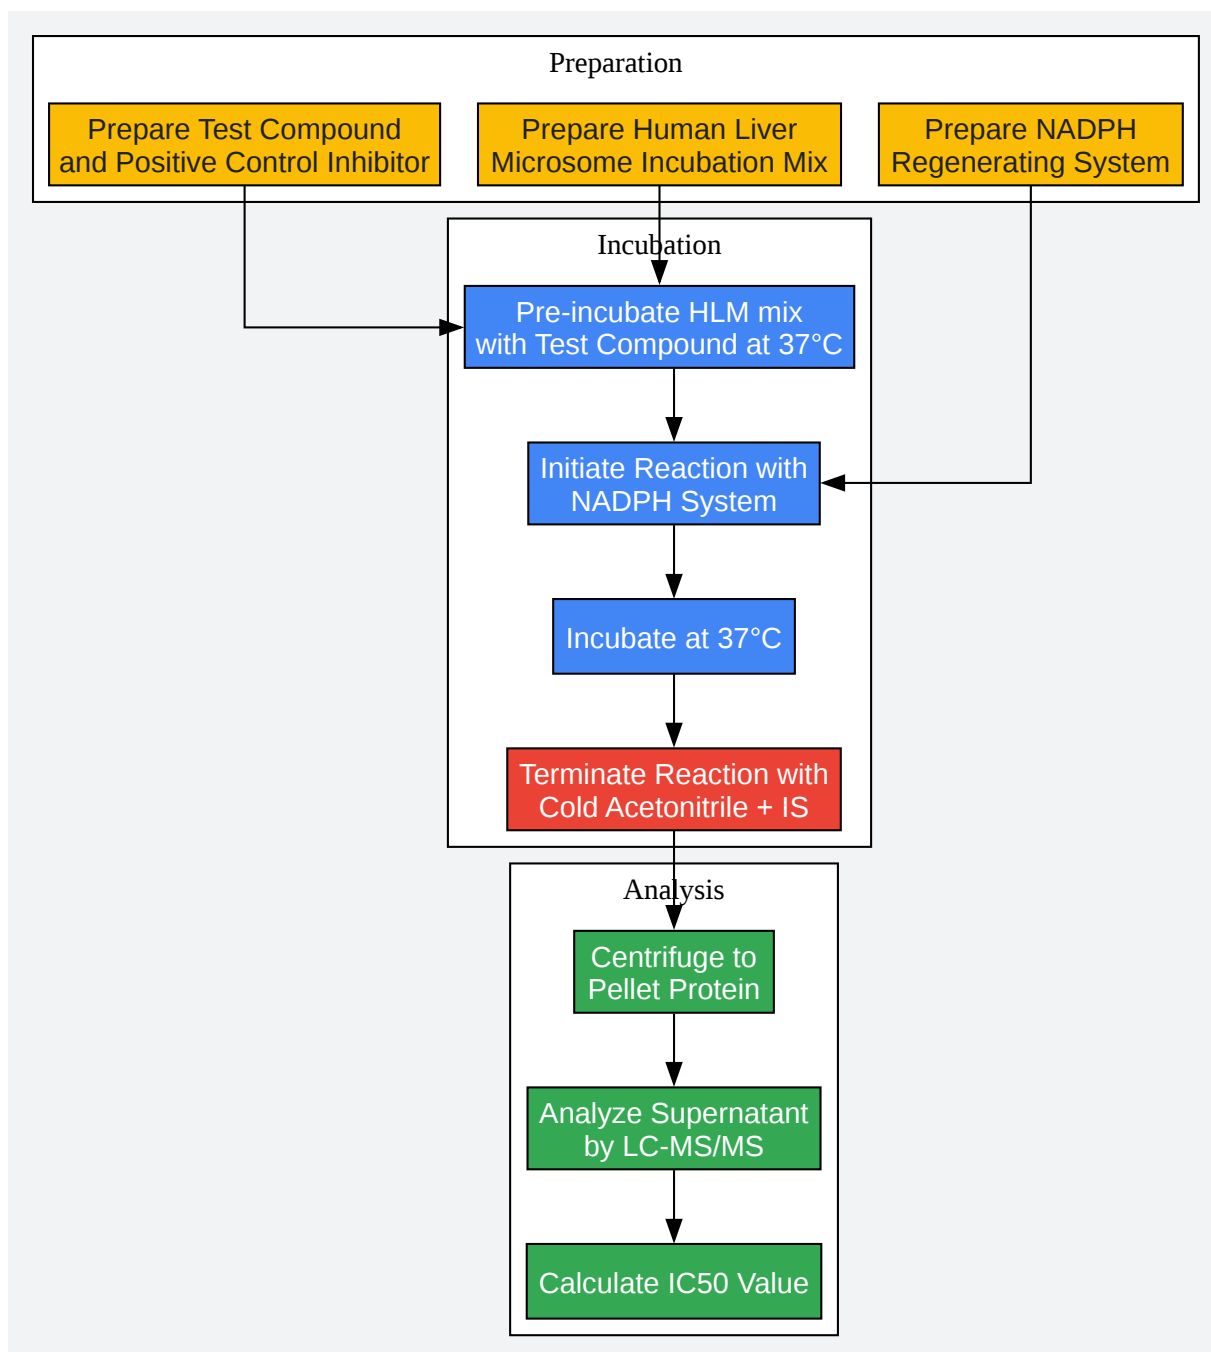 Preparation
Prepare Test Compound
and Positive Control Inhibitor
Prepare Human Liver
Microsome Incubation Mix
Prepare NADPH
Regenerating System
Incubation
Pre-incubate HLM mix
with Test Compound at 37°C
Initiate Reaction with
NADPH System
Incubate at 37°C
Terminate Reaction with
Cold Acetonitrile + IS
Analysis
Centrifuge to
Pellet Protein
Analyze Supernatant
by LC-MS/MS
Calculate IC50 Value